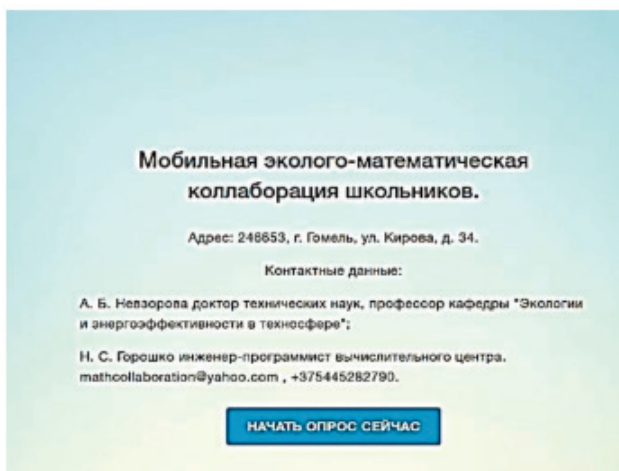 Мобильная эколого-математическая
коллаборация школьников.
Адрес: 246653, г. Гомель, ул. Кирова, д. 34.
Контактные данные:
А. Б. Невзорова доктор технических наук, профессор кафедры "Экологии
и энергоэффективности в техносфере";
Н. С. Горошко инженер-программист вычислительного центра.
mathcollaboration@yahoo.com , +375445282790.
НАЧАТЬ ОПРОС СЕЙЧАС